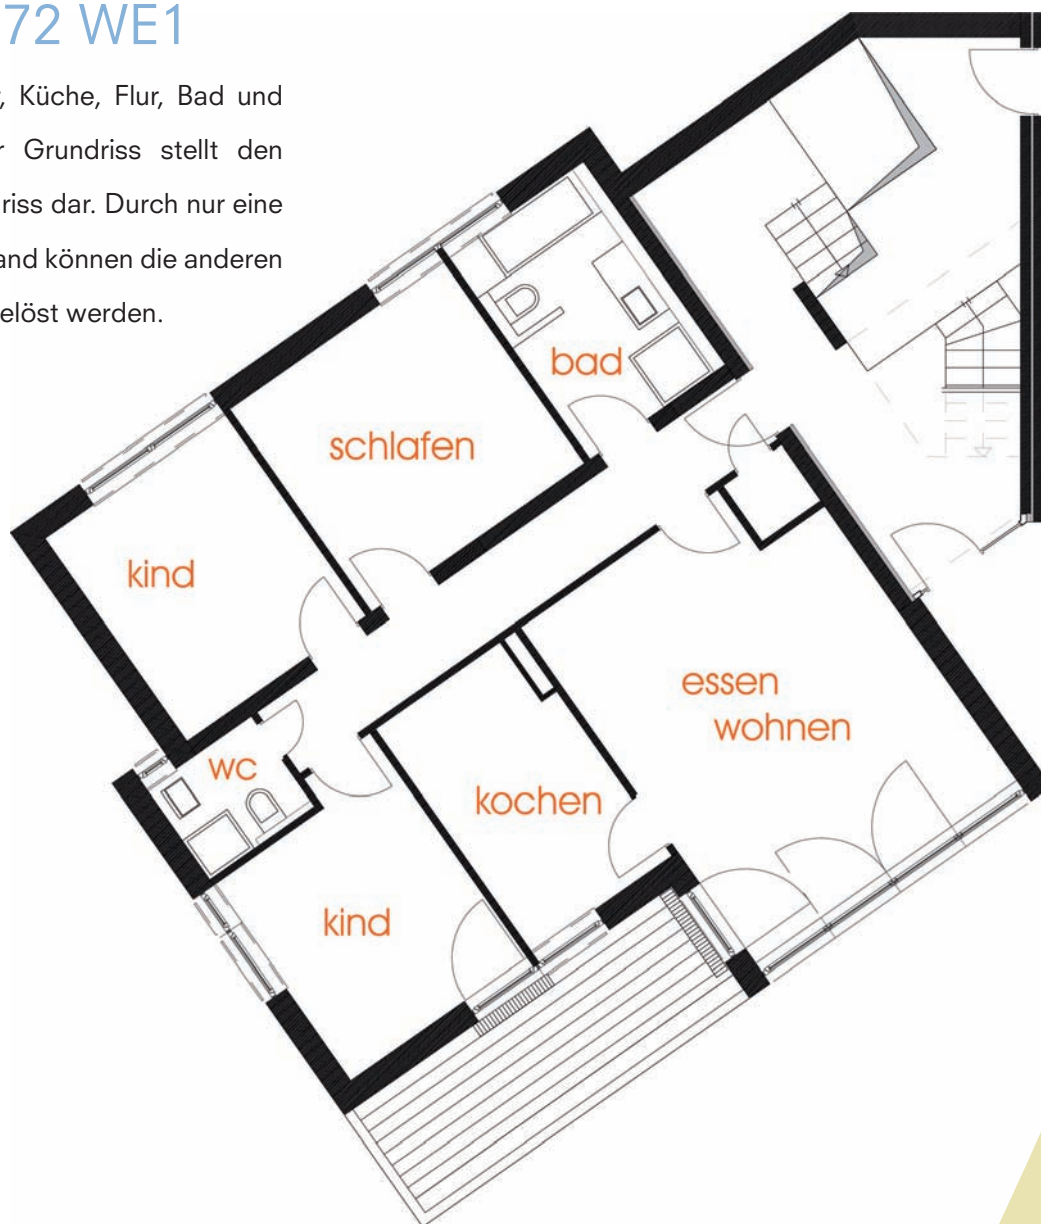 72 WE1
Küche, Flur, Bad und
Grundriss stellt den
riss dar. Durch nur eine
and können die anderen
elöst werden.
bad
schlafen
kind
essen
wohnen
wc
kochen
kind